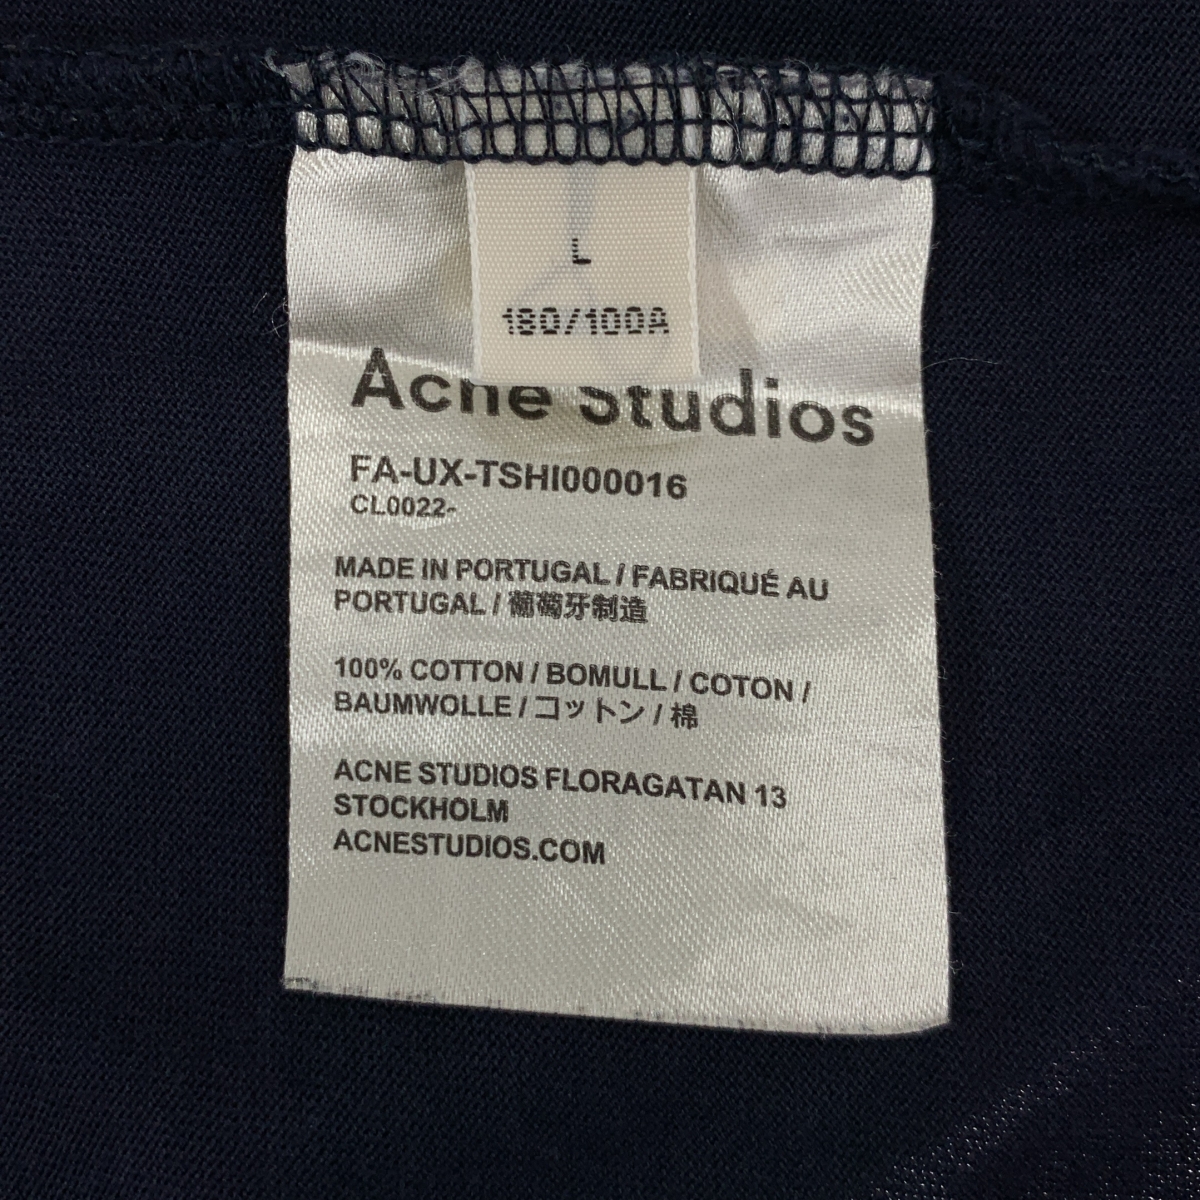 L
180/100A
Acne Studios
FA-UX-TSHI000016
CL0022-
MADE IN PORTUGAL / FABRIQUÉ AU
PORTUGAL / 葡萄牙制造
100% COTTON / BOMULL / COTON /
BAUMWOLLE / コットン / 棉
ACNE STUDIOS FLORAGATAN 13
STOCKHOLM
ACNESTUDIOS.COM